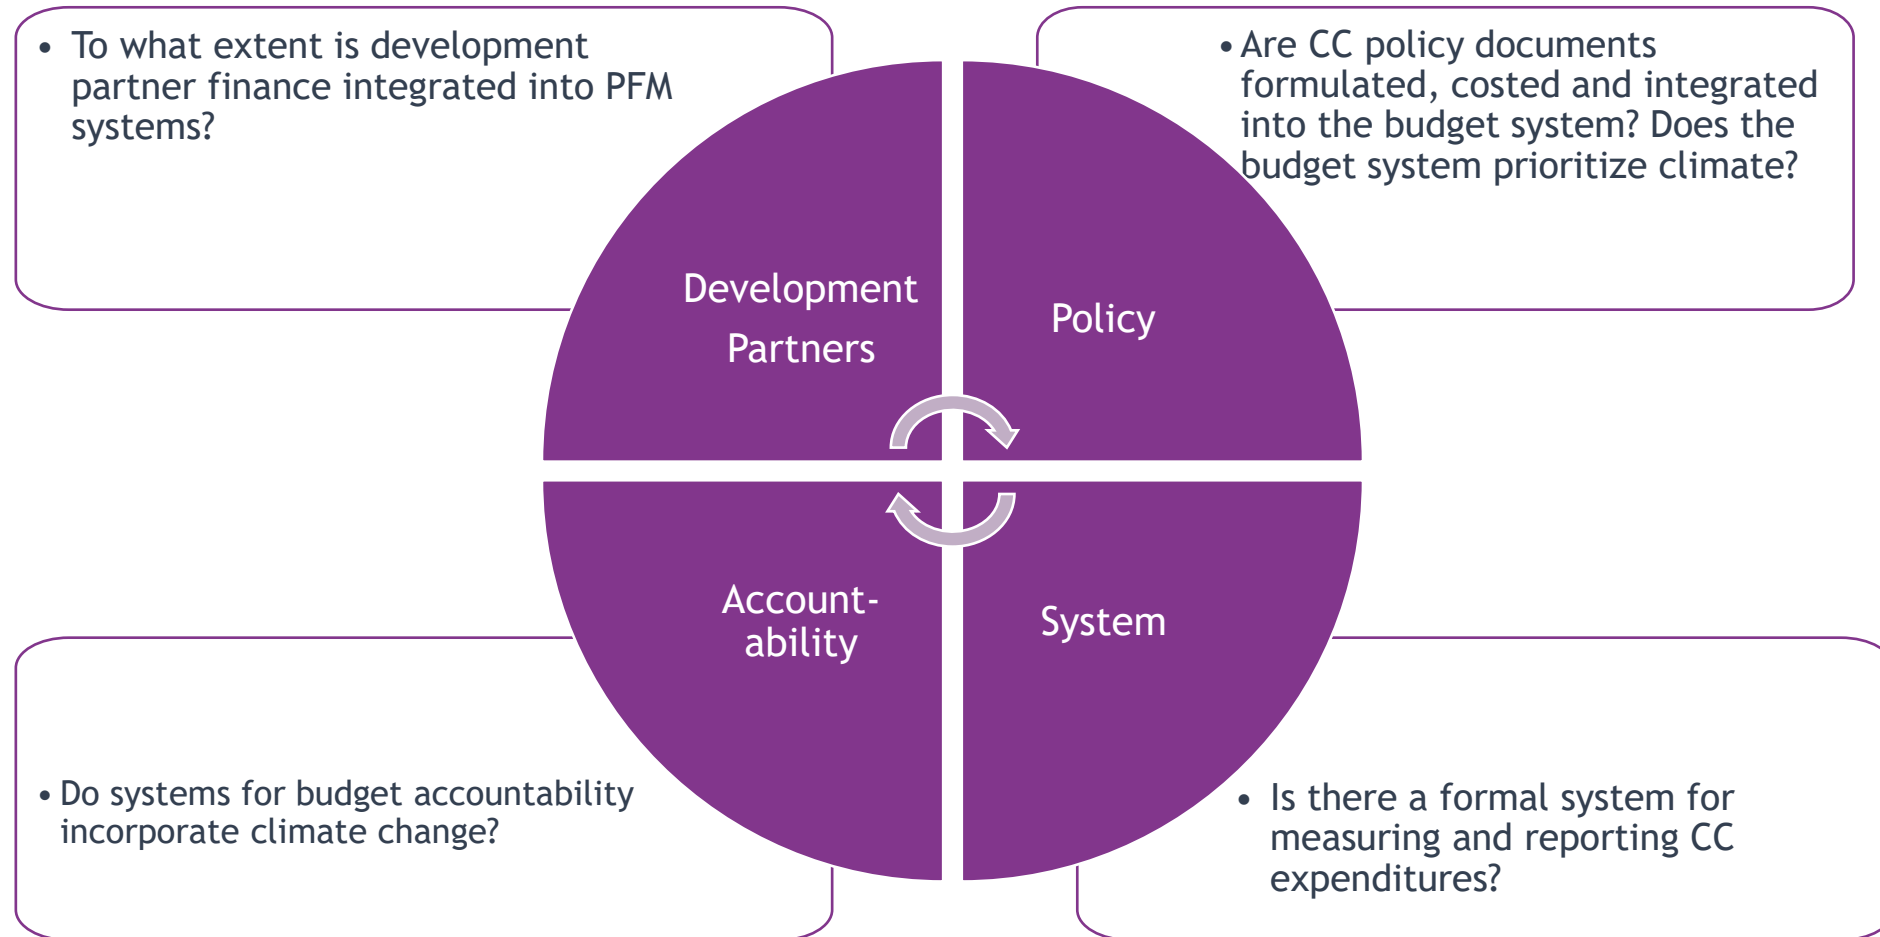 • To what extent is development
partner finance integrated into PFM
systems?
• Are CC policy documents
formulated, costed and integrated
into the budget system? Does the
budget system prioritize climate?
Development
Partners
Policy
Account-
ability
System
• Do systems for budget accountability
incorporate climate change?
• Is there a formal system for
measuring and reporting CC
expenditures?